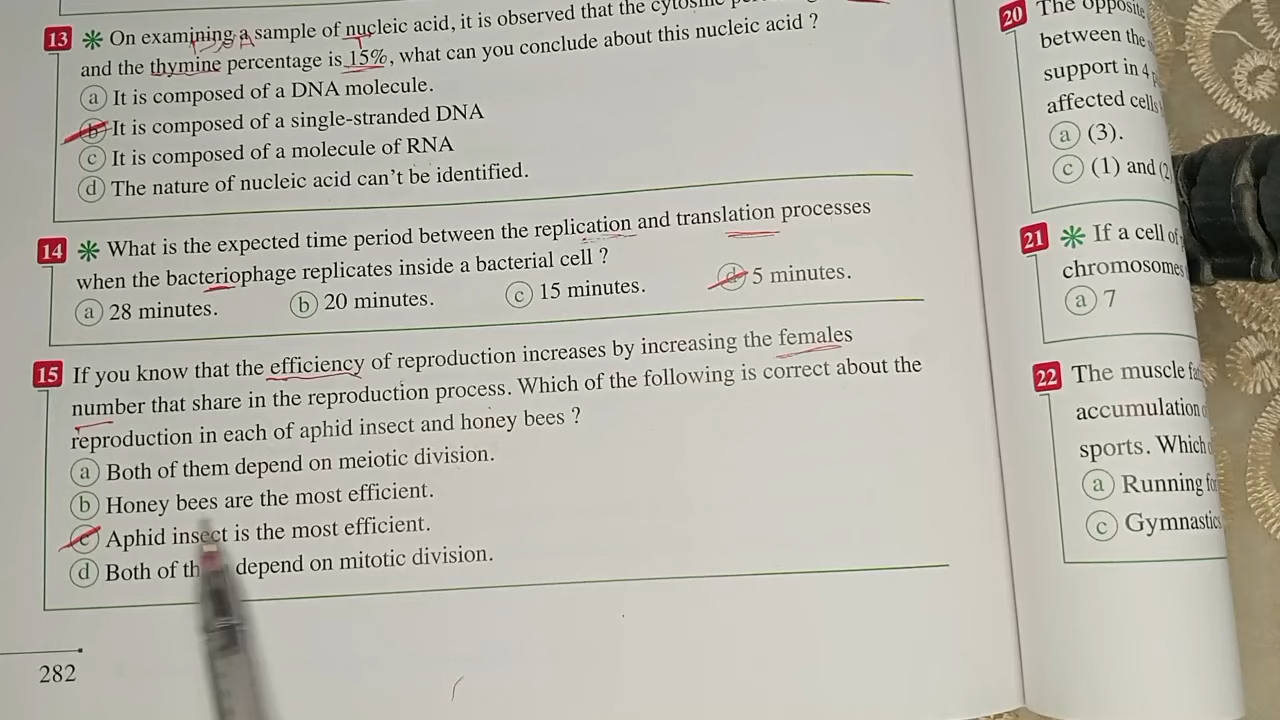 13 * On examining a sample of nucleic acid, it is observed that the cytosine
and the thymine percentage is 15%, what can you conclude about this nucleic acid ?
a It is composed of a DNA molecule.
b It is composed of a single-stranded DNA
c It is composed of a molecule of RNA
d The nature of nucleic acid can't be identified.
14 * What is the expected time period between the replication and translation processes
when the bacteriophage replicates inside a bacterial cell ?
a 28 minutes. b 20 minutes. c 15 minutes. d 5 minutes.
15 If you know that the efficiency of reproduction increases by increasing the females
number that share in the reproduction process. Which of the following is correct about the
reproduction in each of aphid insect and honey bees ?
a Both of them depend on meiotic division.
b Honey bees are the most efficient.
c Aphid insect is the most efficient.
d Both of depend on mitotic division.
282
20 The opposite
between the
support in 4
affected cells
a (3).
c (1) and (2
21 * If a cell of
chromosomes
a 7
22 The muscle
accumulation
sports. Which
a Running
c Gymnastics